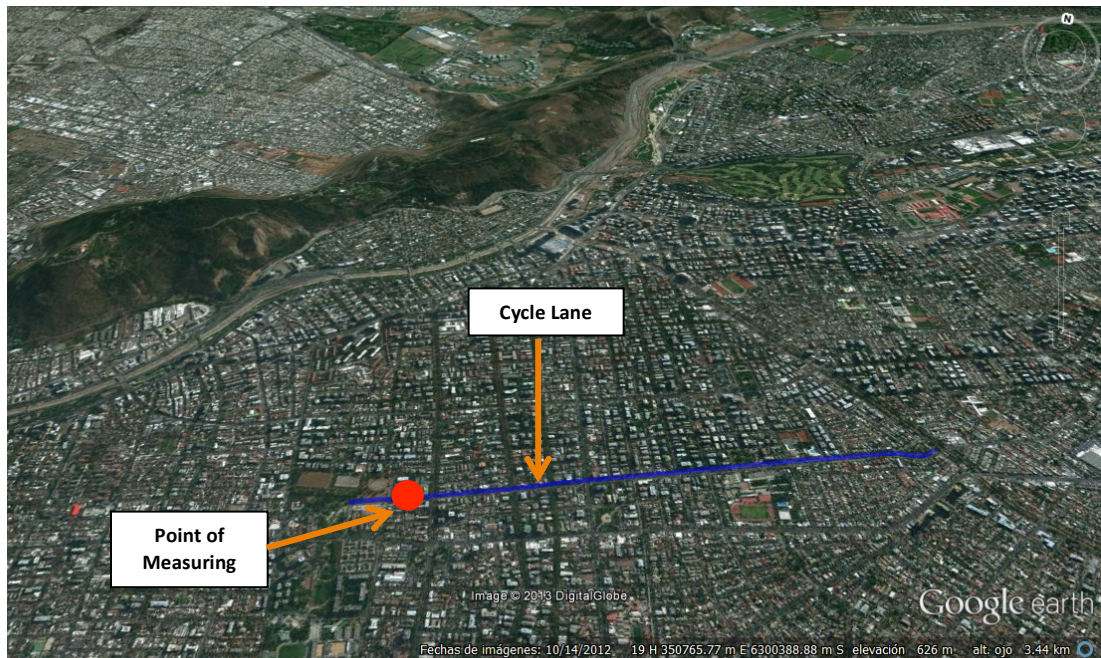 N
Cycle Lane
Point of
Measuring
Image © 2013 DigitalGlobe
Google earth
Fechas de imágenes: 10/14/2012 19 H 350765.77 m E 6300388.88 m S elevación 626 m alt. ojo 3.44 km